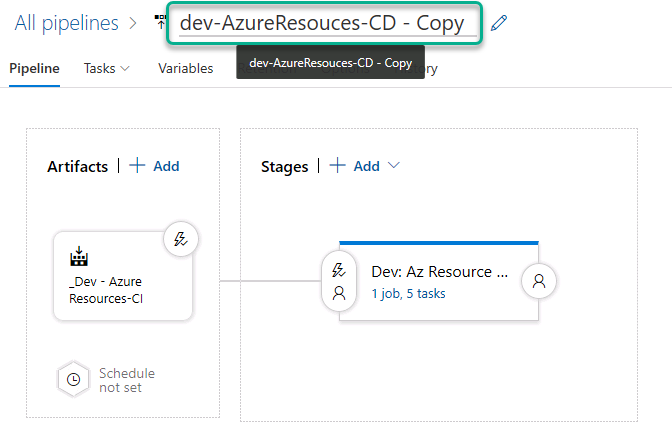 All pipelines > dev-AzureResouces-CD - Copy
Pipeline Tasks Variables
dev-AzureResouces-CD - Copy
Artifacts | + Add
Stages | + Add
_Dev - Azure
Resources-CI
Dev: Az Resource ...
1 job, 5 tasks
Schedule
not set